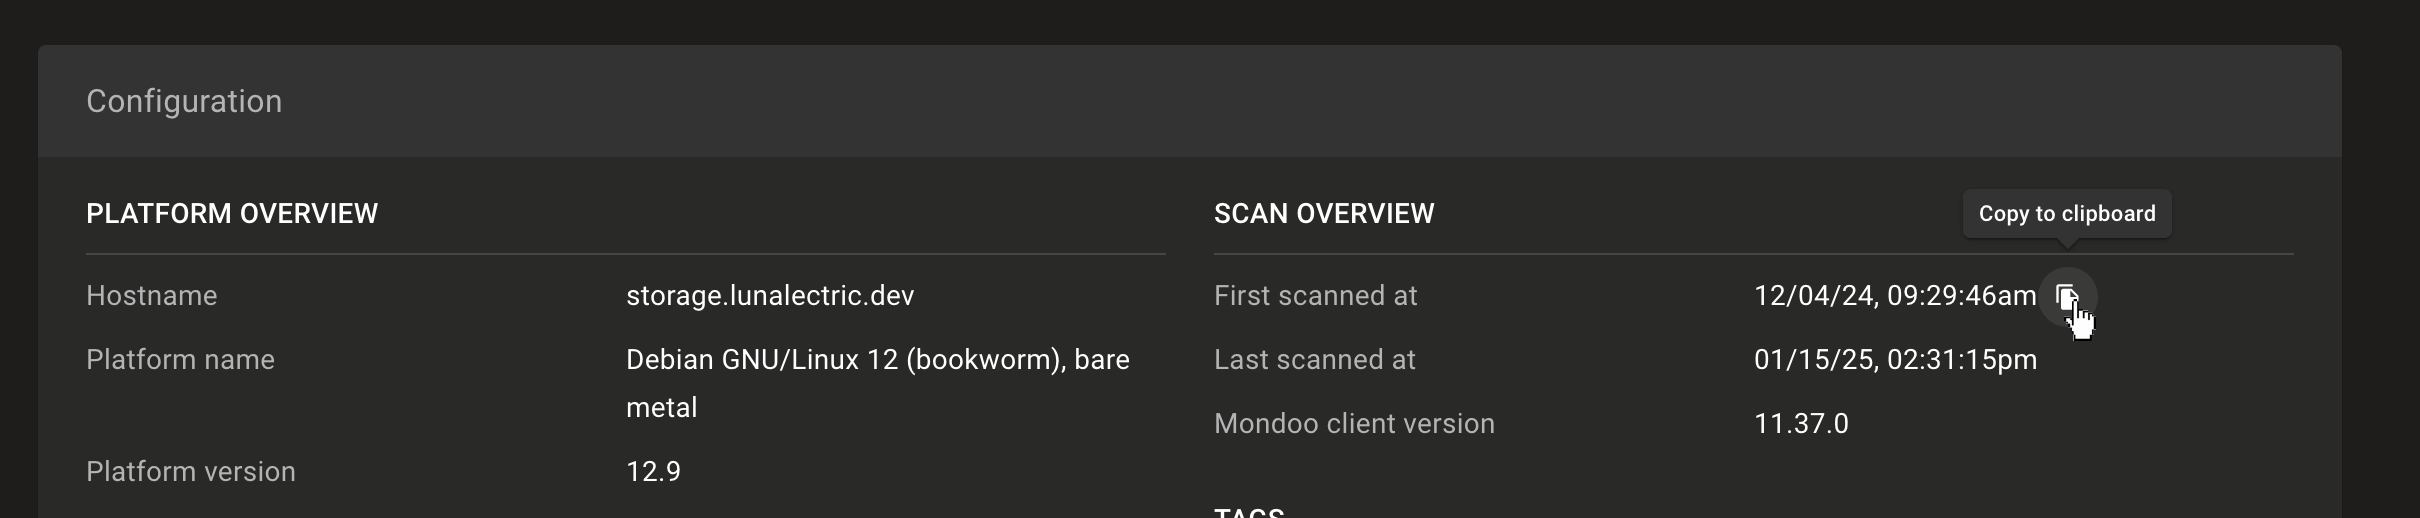 Configuration
PLATFORM OVERVIEW
Hostname storage.lunalectric.dev
Platform name Debian GNU/Linux 12 (bookworm), bare
metal
Platform version 12.9
SCAN OVERVIEW
Copy to clipboard
First scanned at 12/04/24, 09:29:46am
Last scanned at 01/15/25, 02:31:15pm
Mondoo client version 11.37.0
TAGS